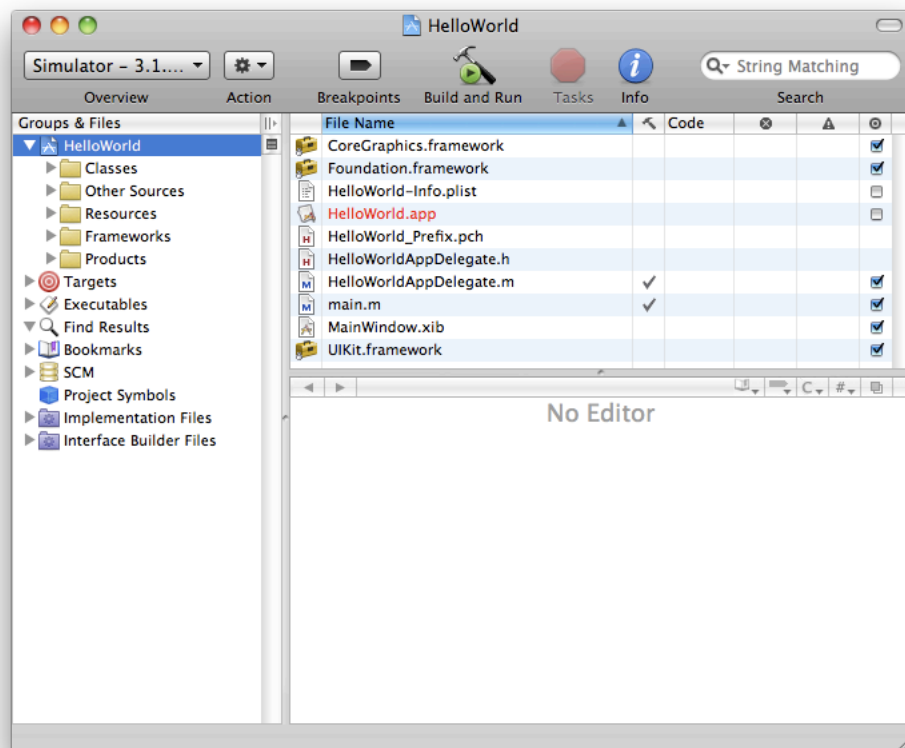 HelloWorld
Simulator – 3.1.... String Matching
Overview Action Breakpoints Build and Run Tasks Info Search
Groups & Files File Name Code
HelloWorld CoreGraphics.framework
Classes Foundation.framework
Other Sources HelloWorld-Info.plist
Resources HelloWorld.app
Frameworks HelloWorld_Prefix.pch
Products HelloWorldAppDelegate.h
Targets HelloWorldAppDelegate.m
Executables main.m
Find Results MainWindow.xib
Bookmarks UIKit.framework
SCM
Project Symbols C #
Implementation Files No Editor
Interface Builder Files